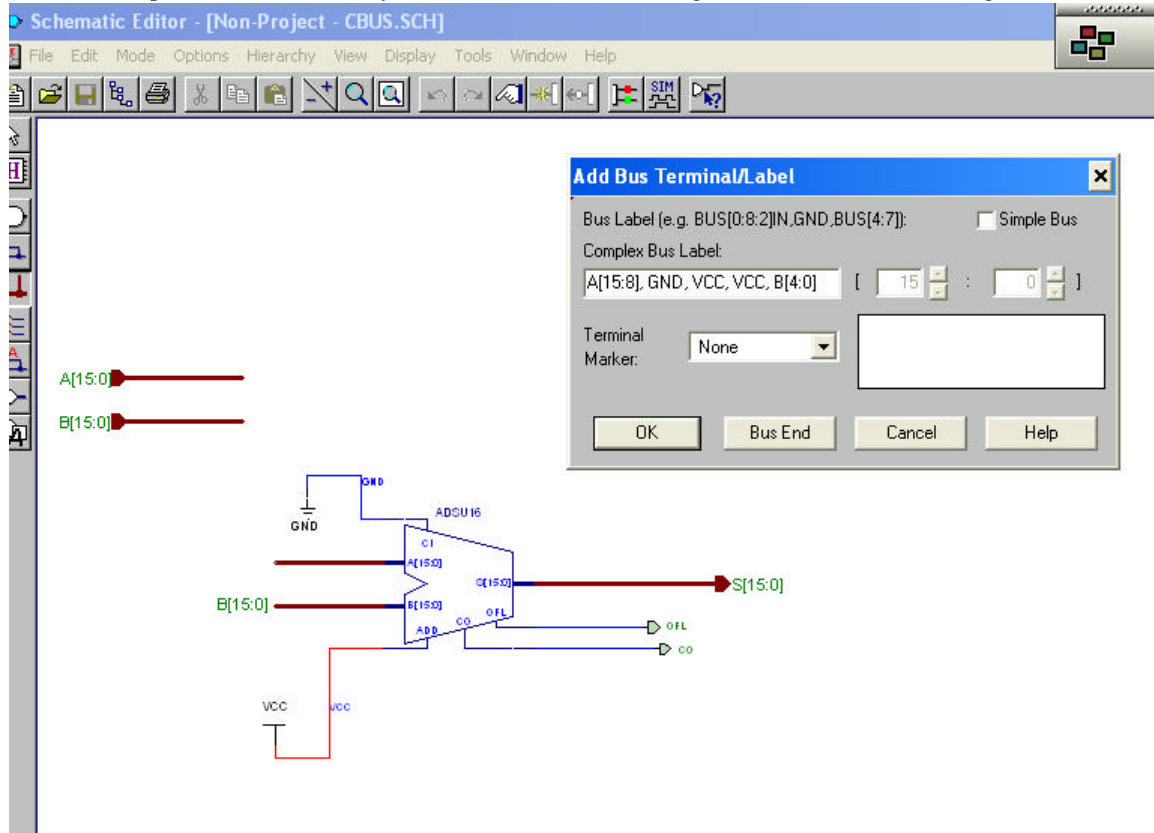 Schematic Editor - [Non-Project - CBUS.SCH]
File Edit Mode Options Hierarchy View Display Tools Window Help
SIM
H
A
Add Bus Terminal/Label
Bus Label (e.g. BUS[0:8:2]IN,GND,BUS[4:7]):
Simple Bus
Complex Bus Label:
A[15:8], GND, VCC, VCC, B[4:0] [ 15 : 0 ]
Terminal Marker:
None
OK Bus End Cancel Help
A[15:0]
B[15:0]
GND
GND
ADSU16
CI
A[15:0]
S[15:0]
S[15:0]
B[15:0]
B[15:0]
OFL
CO
ADD
OFL
CO
VCC
VCC